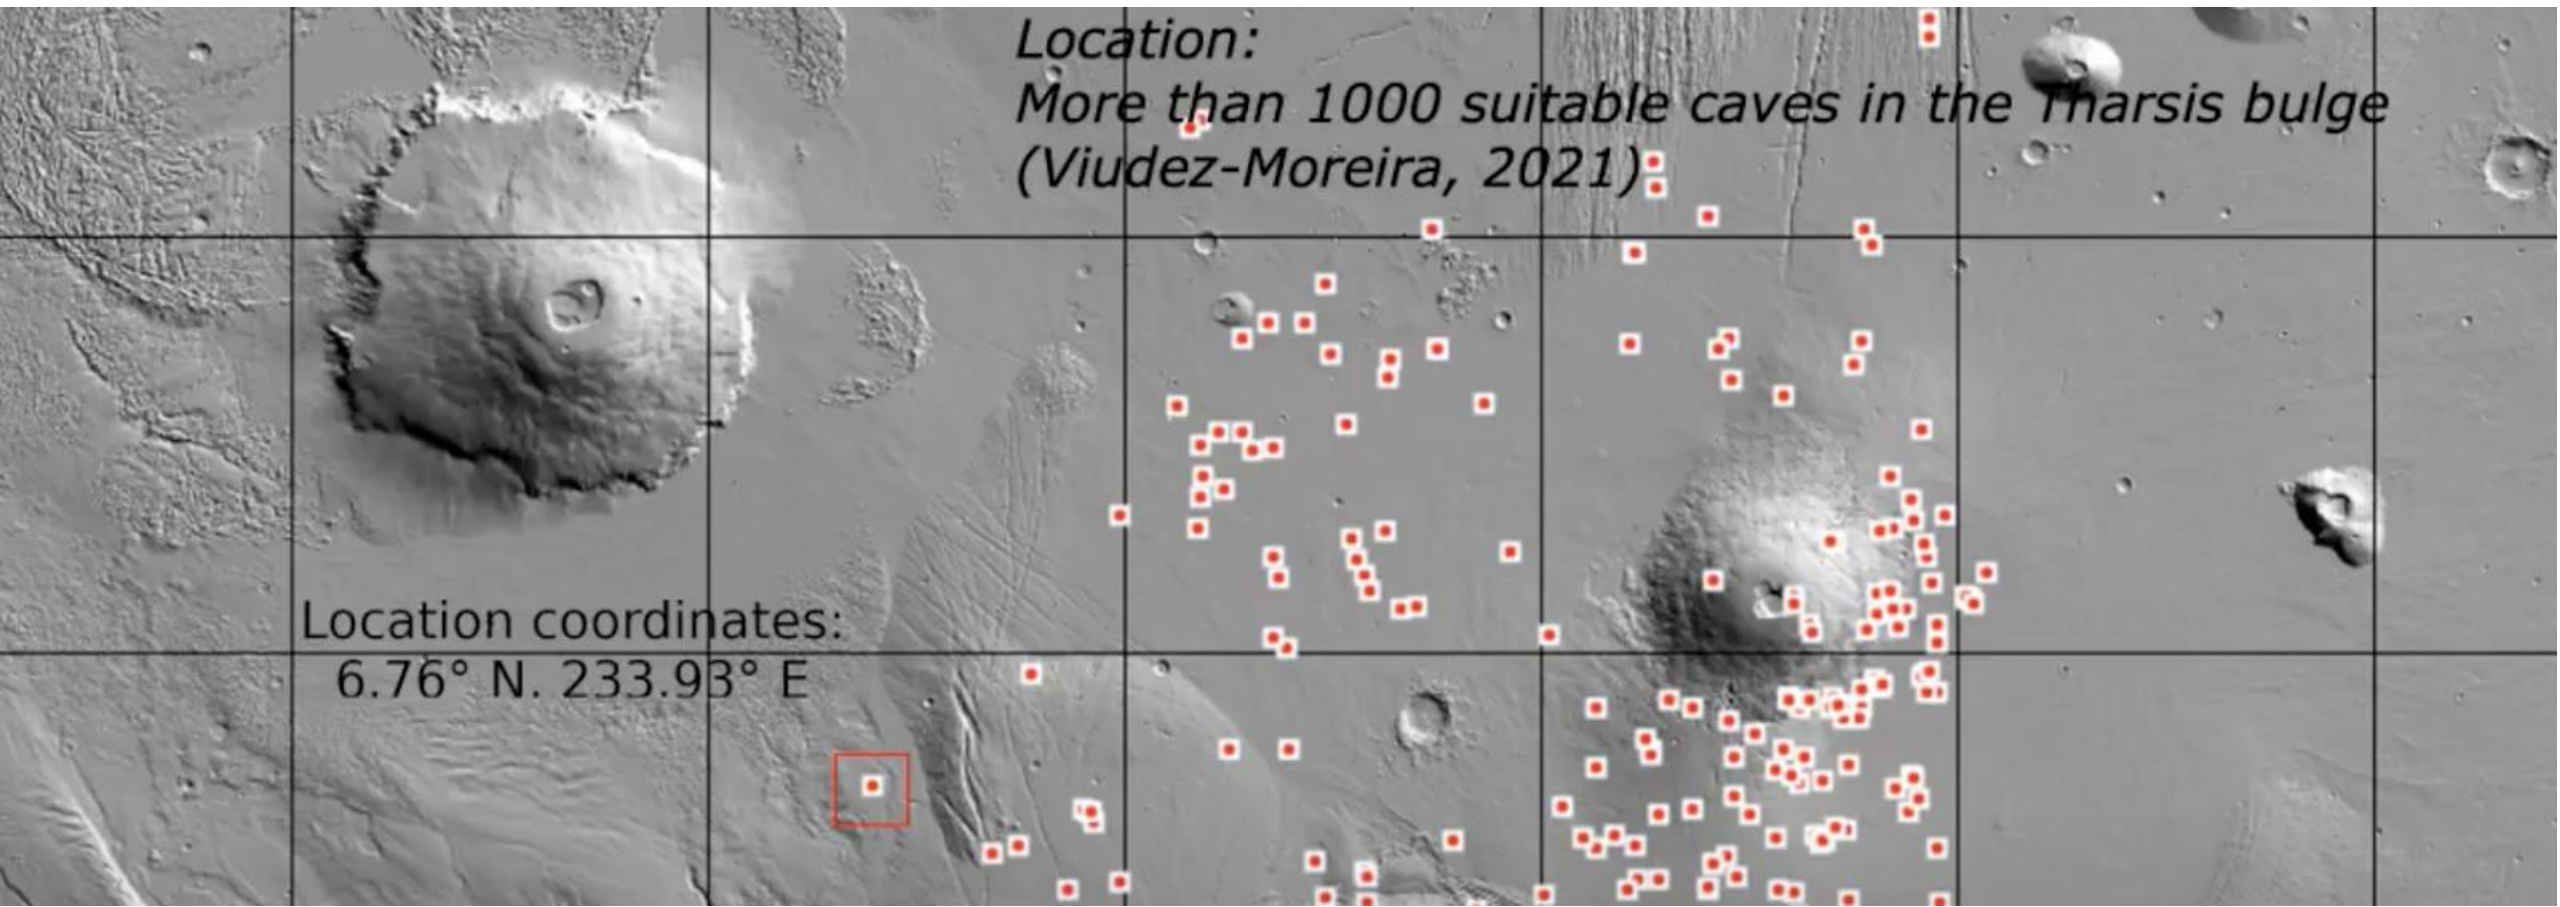 Location:
More than 1000 suitable caves in the Tharsis bulge
(Viudez-Moreira, 2021)
Location coordinates:
6.76° N. 233.93° E